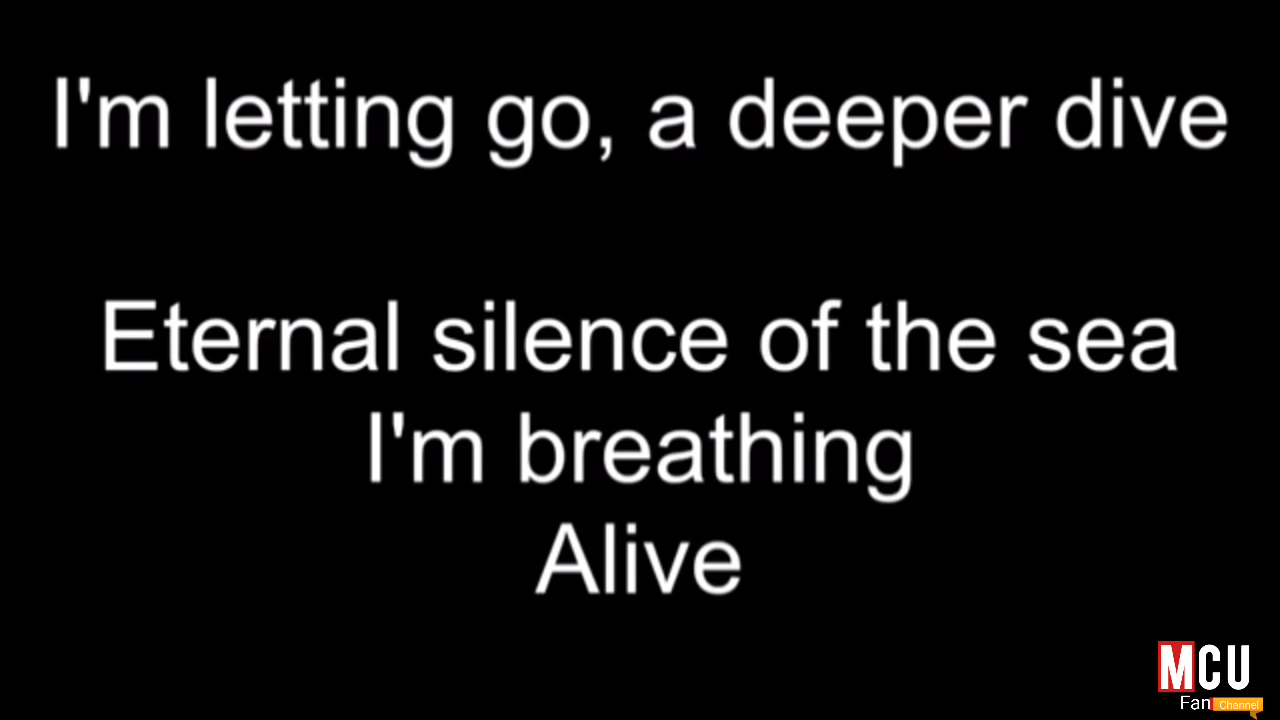 I'm letting go, a deeper dive
Eternal silence of the sea
I'm breathing
Alive
MCU
Fan Channel